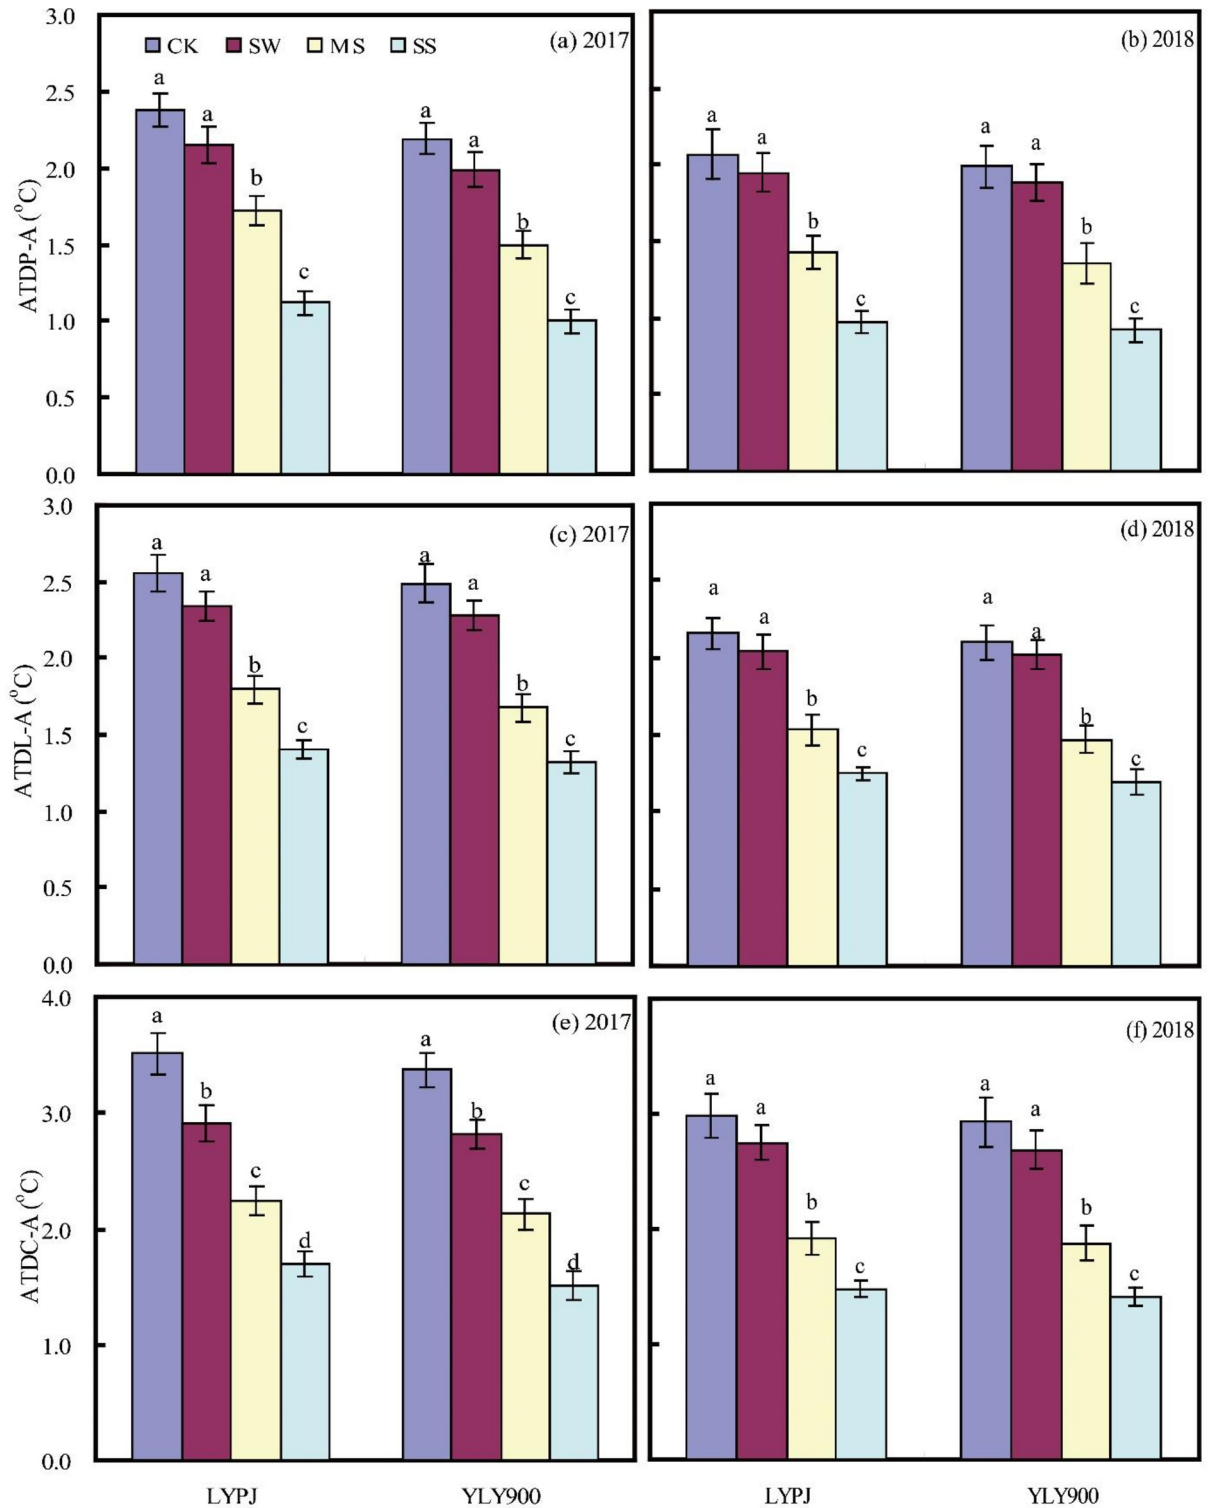 3.0
CK SW MS SS
(a) 2017
(b) 2018
2.5
2.0
1.5
1.0
0.5
0.0
ATDP-A (°C)
a a b c a a b c
a a b c a a b c
3.0
(c) 2017
(d) 2018
2.5
2.0
1.5
1.0
0.5
0.0
ATDL-A (°C)
a a b c a a b c
a a b c a a b c
4.0
(e) 2017
(f) 2018
3.0
2.0
1.0
0.0
ATDC-A (°C)
a b c d a b c d
a a b c a a b c
LYPJ YLY900 LYPJ YLY900